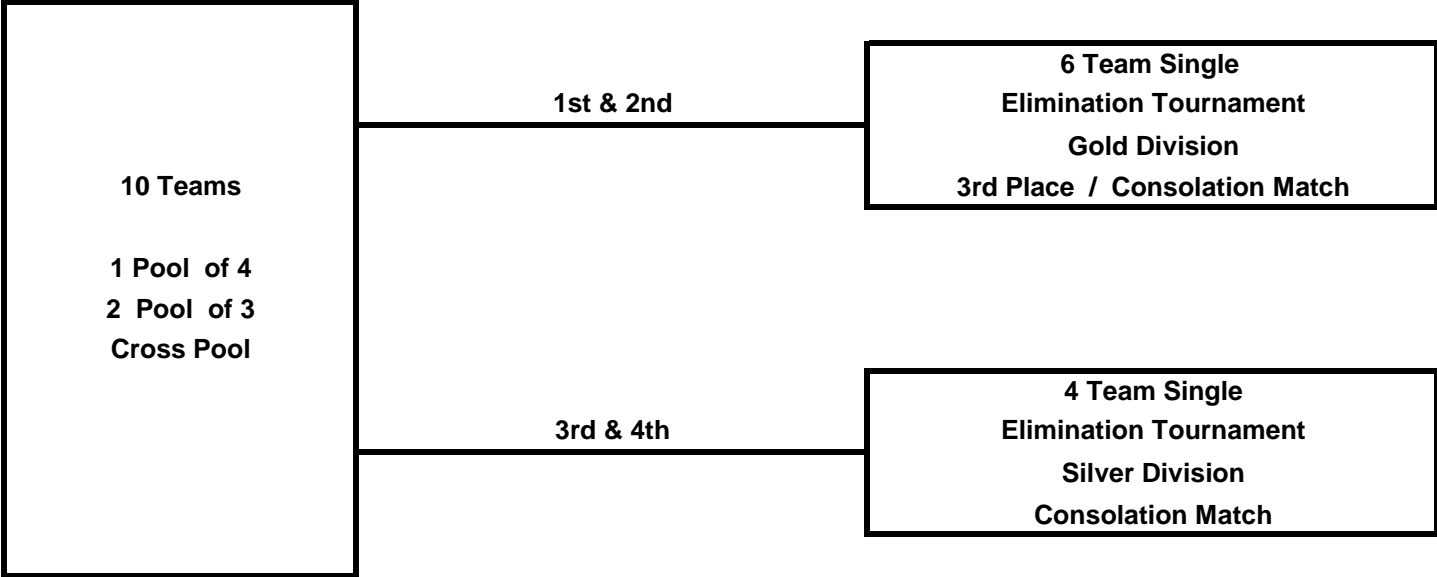 10 Teams
1 Pool of 4
2 Pool of 3
Cross Pool
1st & 2nd
6 Team Single
Elimination Tournament
Gold Division
3rd Place / Consolation Match
3rd & 4th
4 Team Single
Elimination Tournament
Silver Division
Consolation Match